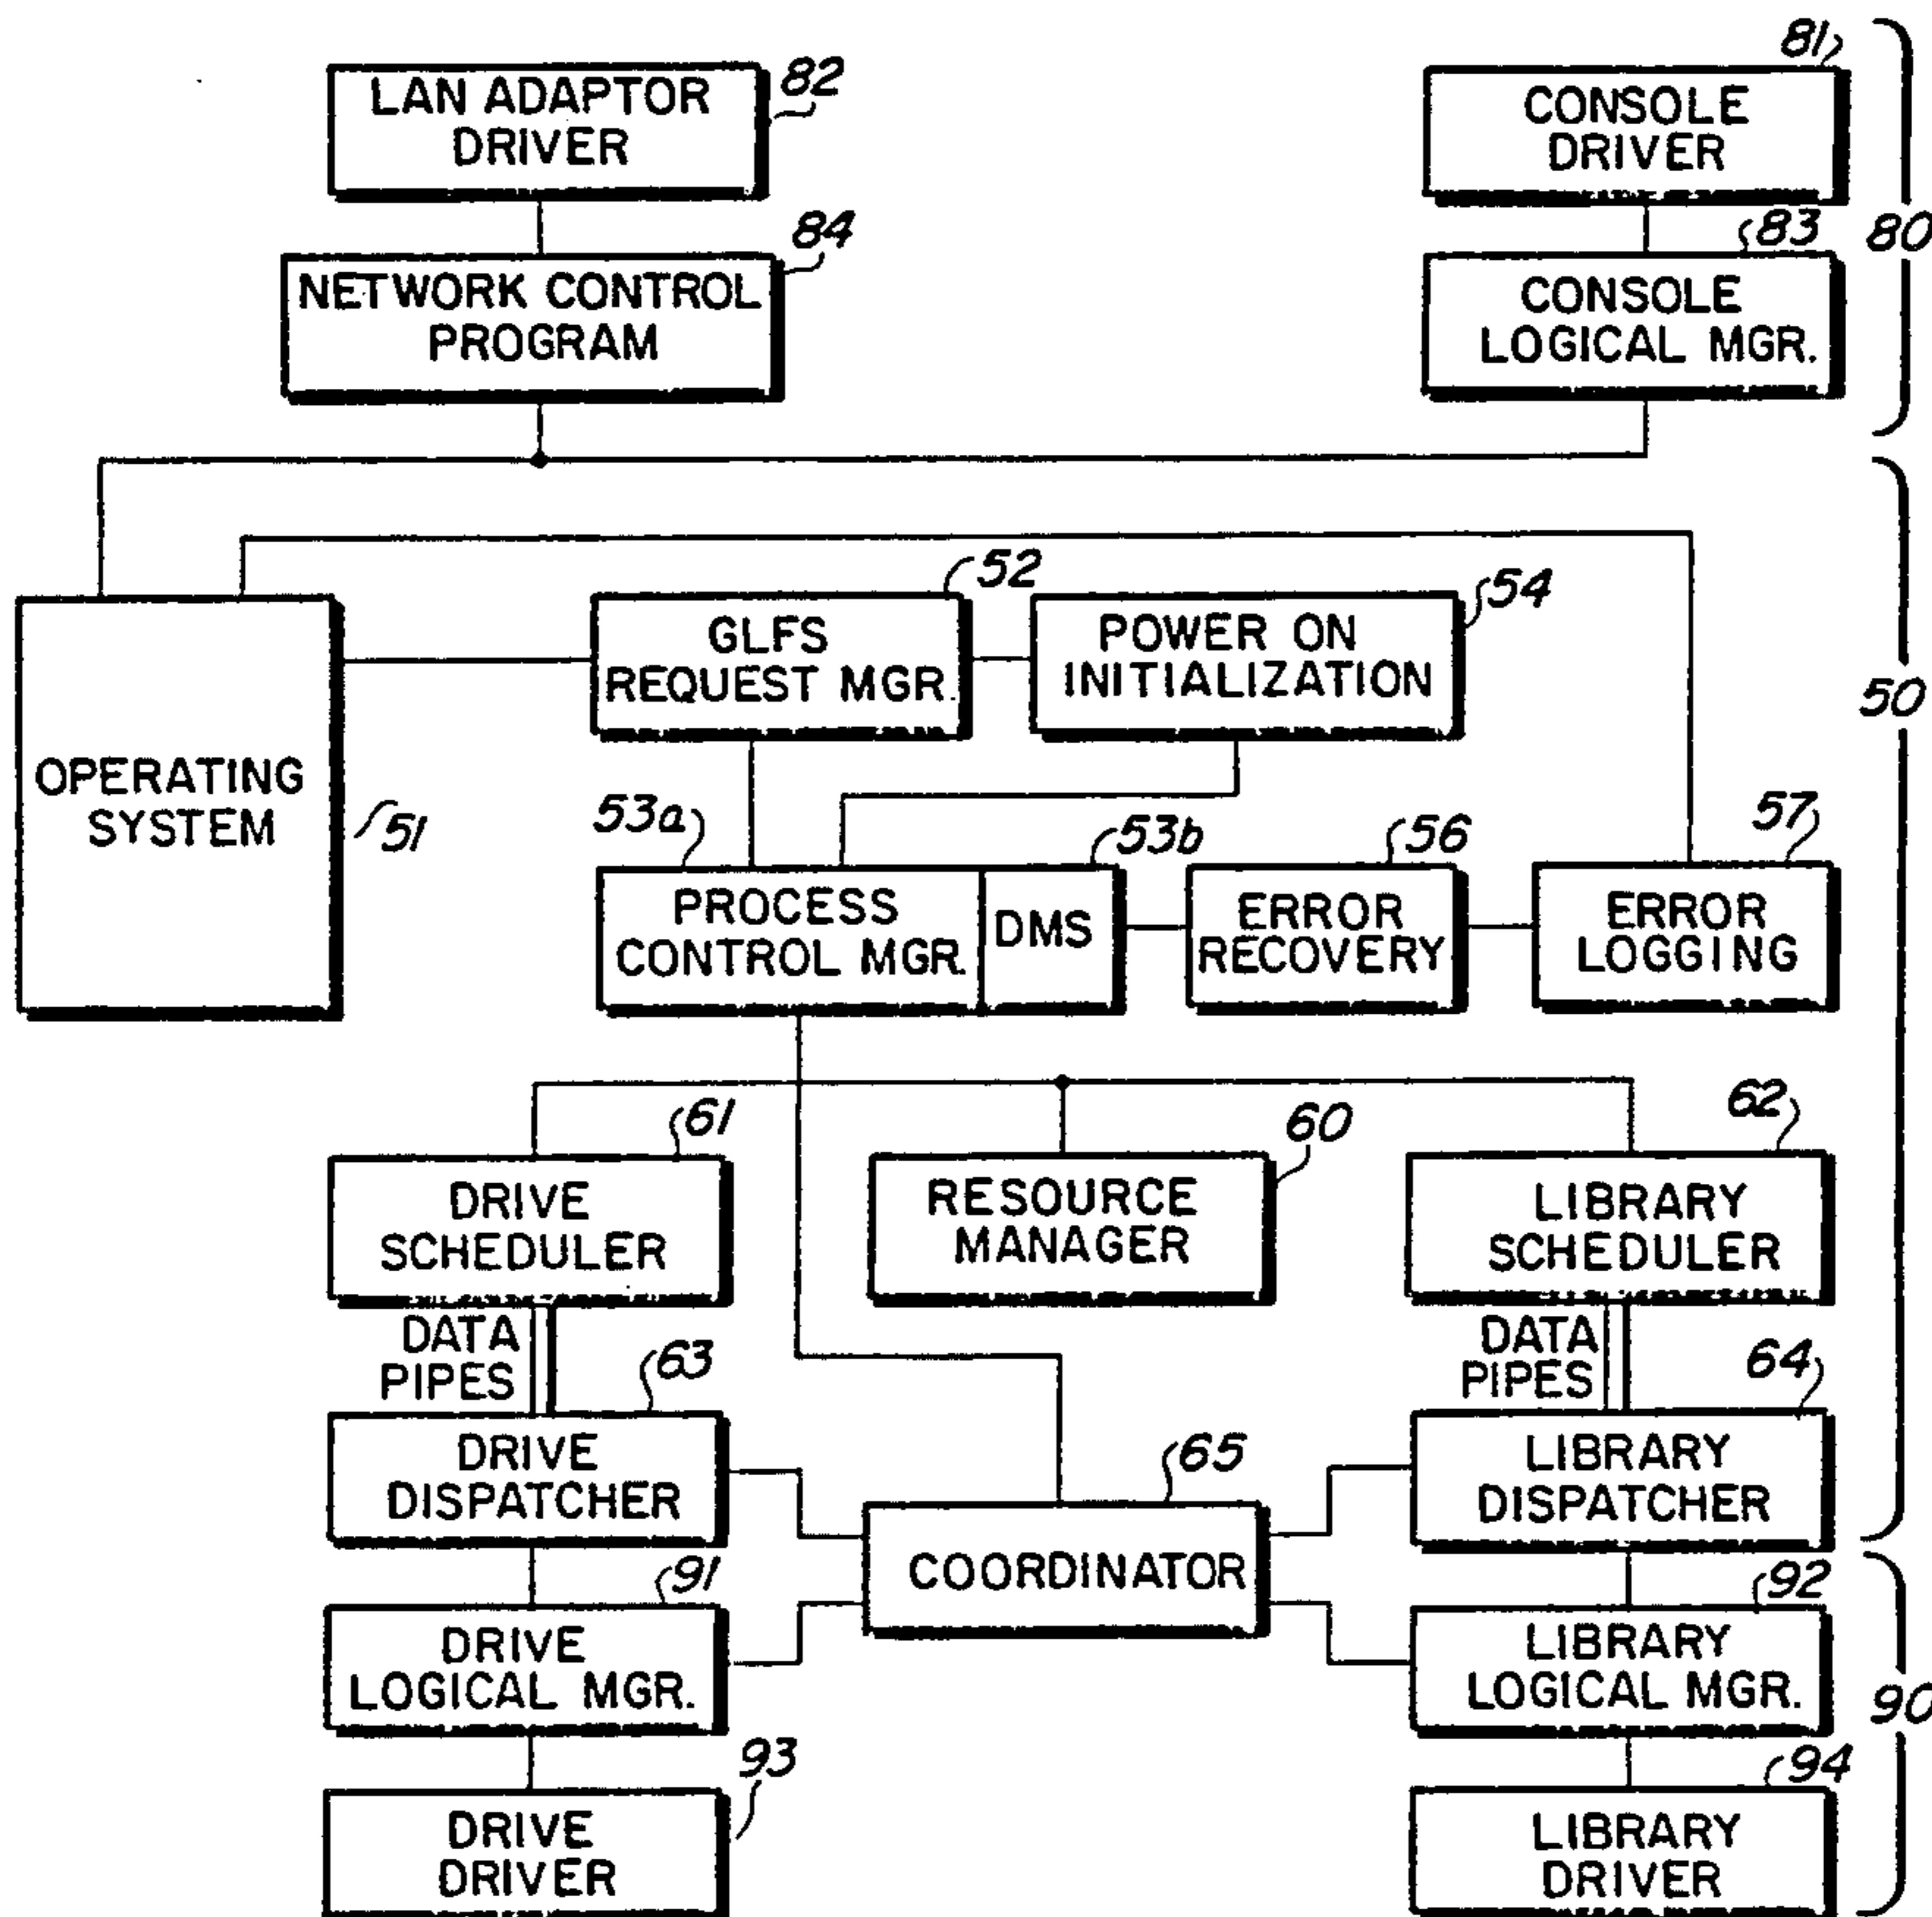 82
LAN ADAPTOR
DRIVER
81
CONSOLE
DRIVER
80
84
NETWORK CONTROL
PROGRAM
83
CONSOLE
LOGICAL MGR.
50
OPERATING
SYSTEM
51
52
GLFS
REQUEST MGR.
54
POWER ON
INITIALIZATION
53a
PROCESS
CONTROL MGR.
53b
DMS
56
ERROR
RECOVERY
57
ERROR
LOGGING
61
DRIVE
SCHEDULER
60
RESOURCE
MANAGER
62
LIBRARY
SCHEDULER
DATA
PIPES
DATA
PIPES
63
DRIVE
DISPATCHER
65
COORDINATOR
64
LIBRARY
DISPATCHER
91
DRIVE
LOGICAL MGR.
92
LIBRARY
LOGICAL MGR.
90
93
DRIVE
DRIVER
94
LIBRARY
DRIVER